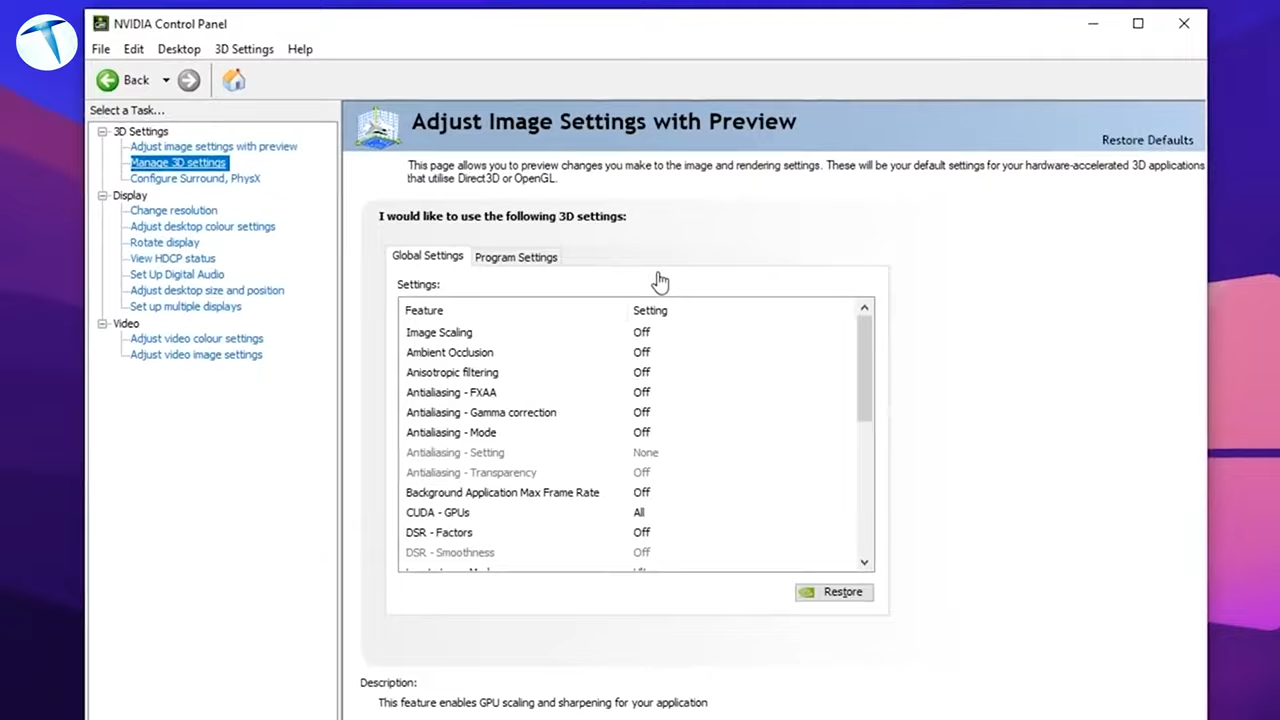 NVIDIA Control Panel
File Edit Desktop 3D Settings Help
Back
Select a Task...
3D Settings
Adjust image settings with preview
Manage 3D settings
Configure Surround, PhysX
Display
Change resolution
Adjust desktop colour settings
Rotate display
View HDCP status
Set Up Digital Audio
Adjust desktop size and position
Set up multiple displays
Video
Adjust video colour settings
Adjust video image settings
Adjust Image Settings with Preview
Restore Defaults
This page allows you to preview changes you make to the image and rendering settings. These will be your default settings for your hardware-accelerated 3D applications
that utilise Direct3D or OpenGL.
I would like to use the following 3D settings:
Global Settings Program Settings
Settings:
Feature Setting
Image Scaling Off
Ambient Occlusion Off
Anisotropic filtering Off
Antialiasing - FXAA Off
Antialiasing - Gamma correction Off
Antialiasing - Mode Off
Antialiasing - Setting None
Antialiasing - Transparency Off
Background Application Max Frame Rate Off
CUDA - GPUs All
DSR - Factors Off
DSR - Smoothness Off
Restore
Description:
This feature enables GPU scaling and sharpening for your application